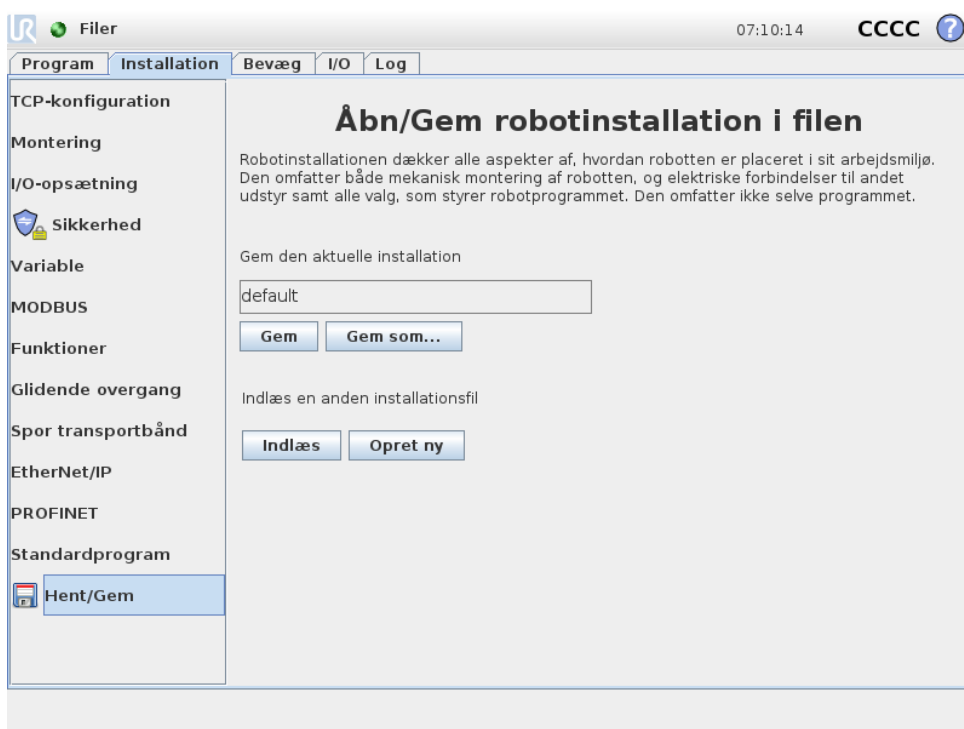 UR Filer 07:10:14 CCCC ?
Program Installation Bevæg I/O Log
TCP-konfiguration
Montering
I/O-opsætning
Sikkerhed
Variable
MODBUS
Funktioner
Glidende overgang
Spor transportbånd
EtherNet/IP
PROFINET
Standardprogram
Hent/Gem
Åbn/Gem robotinstallation i filen
Robotinstallationen dækker alle aspekter af, hvordan robotten er placeret i sit arbejdsmiljø.
Den omfatter både mekanisk montering af robotten, og elektriske forbindelser til andet
udstyr samt alle valg, som styrer robotprogrammet. Den omfatter ikke selve programmet.
Gem den aktuelle installation
default
Gem Gem som...
Indlæs en anden installationsfil
Indlæs Opret ny